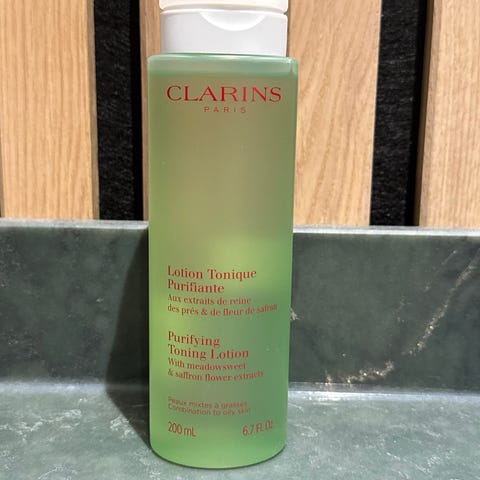 CLARINS
PARIS
Lotion Tonique
Purifiante
Aux extraits de reine
des prés & de fleur de safran
Purifying
Toning Lotion
With meadowsweet
& saffron flower extracts
Peaux mixtes à grasses
Combination to oily skin
200 mL 6.7 Fl. Oz.